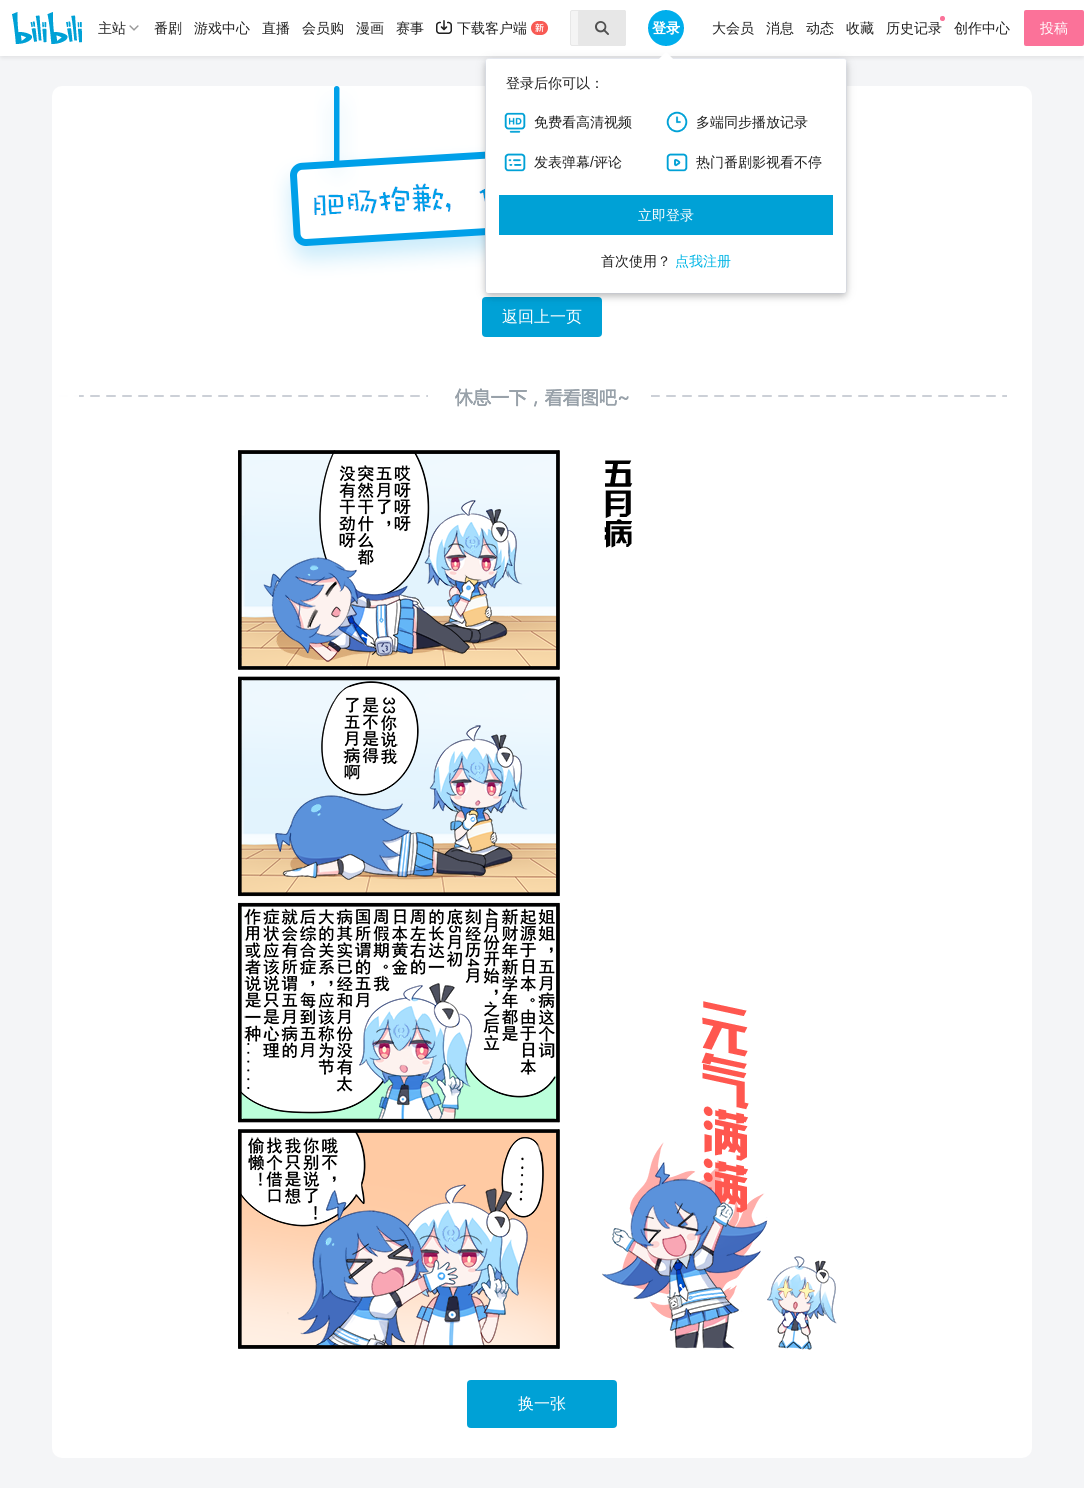 bilibili 主站 番剧 游戏中心 直播 会员购 漫画 赛事 下载客户端 新 登录 大会员 消息 动态 收藏 历史记录 创作中心 投稿
登录后你可以：
HD 免费看高清视频 多端同步播放记录
发表弹幕/评论 热门番剧影视看不停
立即登录
首次使用？ 点我注册
肥肠抱歉，
返回上一页
休息一下，看看图吧~
五月病
哎呀呀呀
五月了，
突然干什么都
没有干劲呀
33你说我
是不是得
了五月病啊
姐姐，五月病这个词
起源于日本。由于日本
新财年新学年都是
4月份开始，之后立
刻经历4月
底5月初
的长达一
周左右的
日本黄金
周假期。我
国所谓的五月
病其实已经和月份没有太
大的关系，应该称为节
后综合症，每到五月
就会有所谓五月病的
症状应该说只是心理
作用或者说是一种……
……
哦不，
你别说了！
我只是想
找个借口
偷懒！
元气满满
换一张